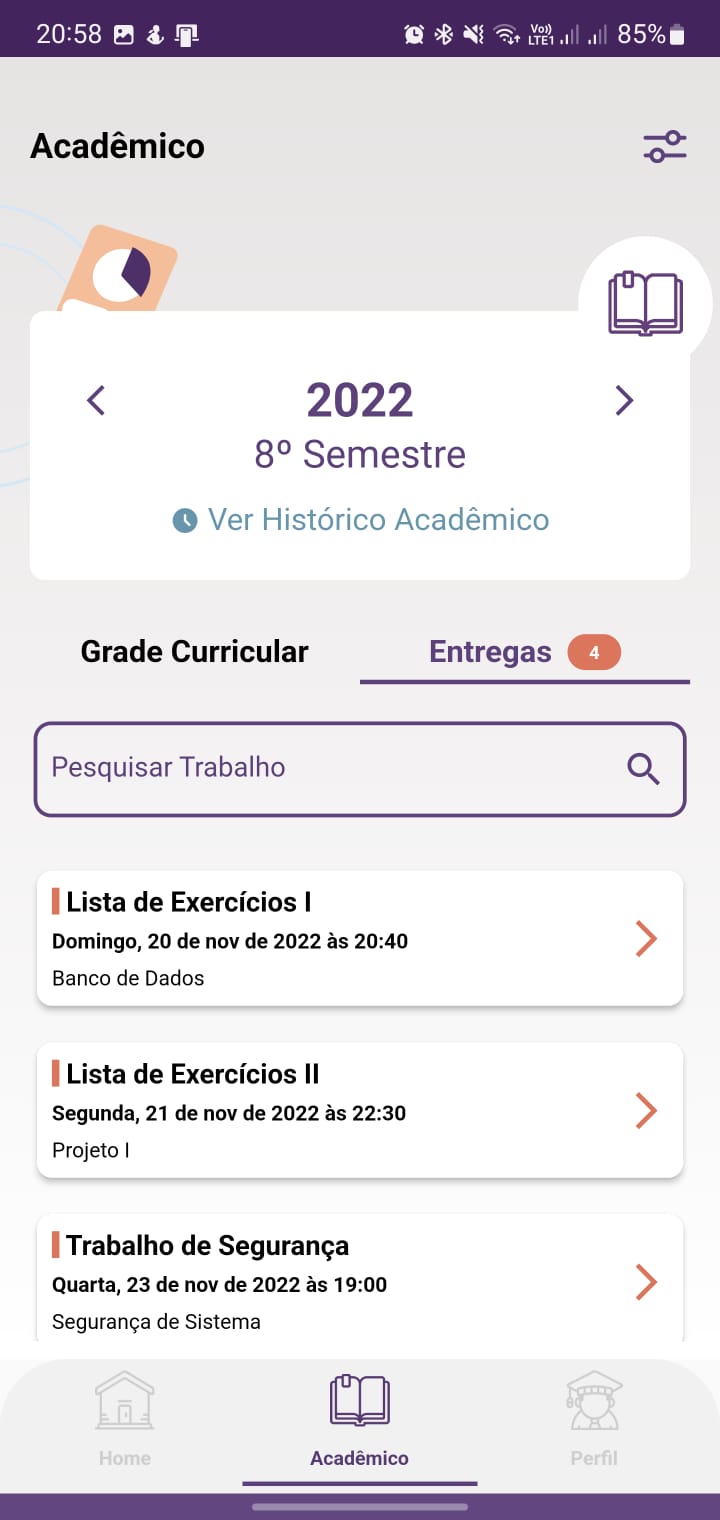 20:58 Vo)) LTE1 85%
Acadêmico
2022
8º Semestre
Ver Histórico Acadêmico
Grade Curricular Entregas 4
Pesquisar Trabalho
Lista de Exercícios I
Domingo, 20 de nov de 2022 às 20:40
Banco de Dados
Lista de Exercícios II
Segunda, 21 de nov de 2022 às 22:30
Projeto I
Trabalho de Segurança
Quarta, 23 de nov de 2022 às 19:00
Segurança de Sistema
Home Acadêmico Perfil